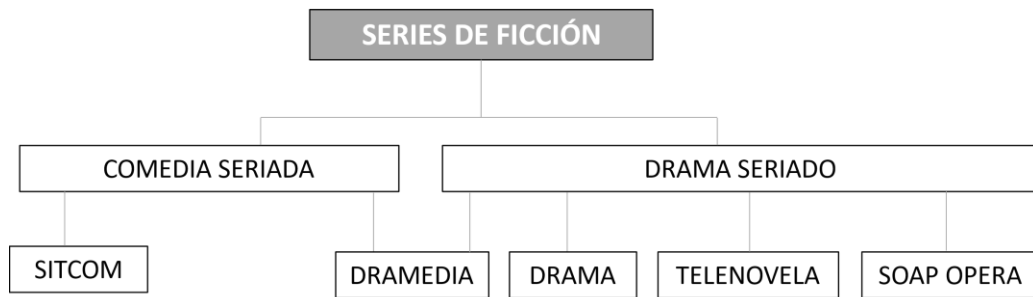 SERIES DE FICCIÓN
COMEDIA SERIADA
DRAMA SERIADO
SITCOM
DRAMEDIA
DRAMA
TELENOVELA
SOAP OPERA